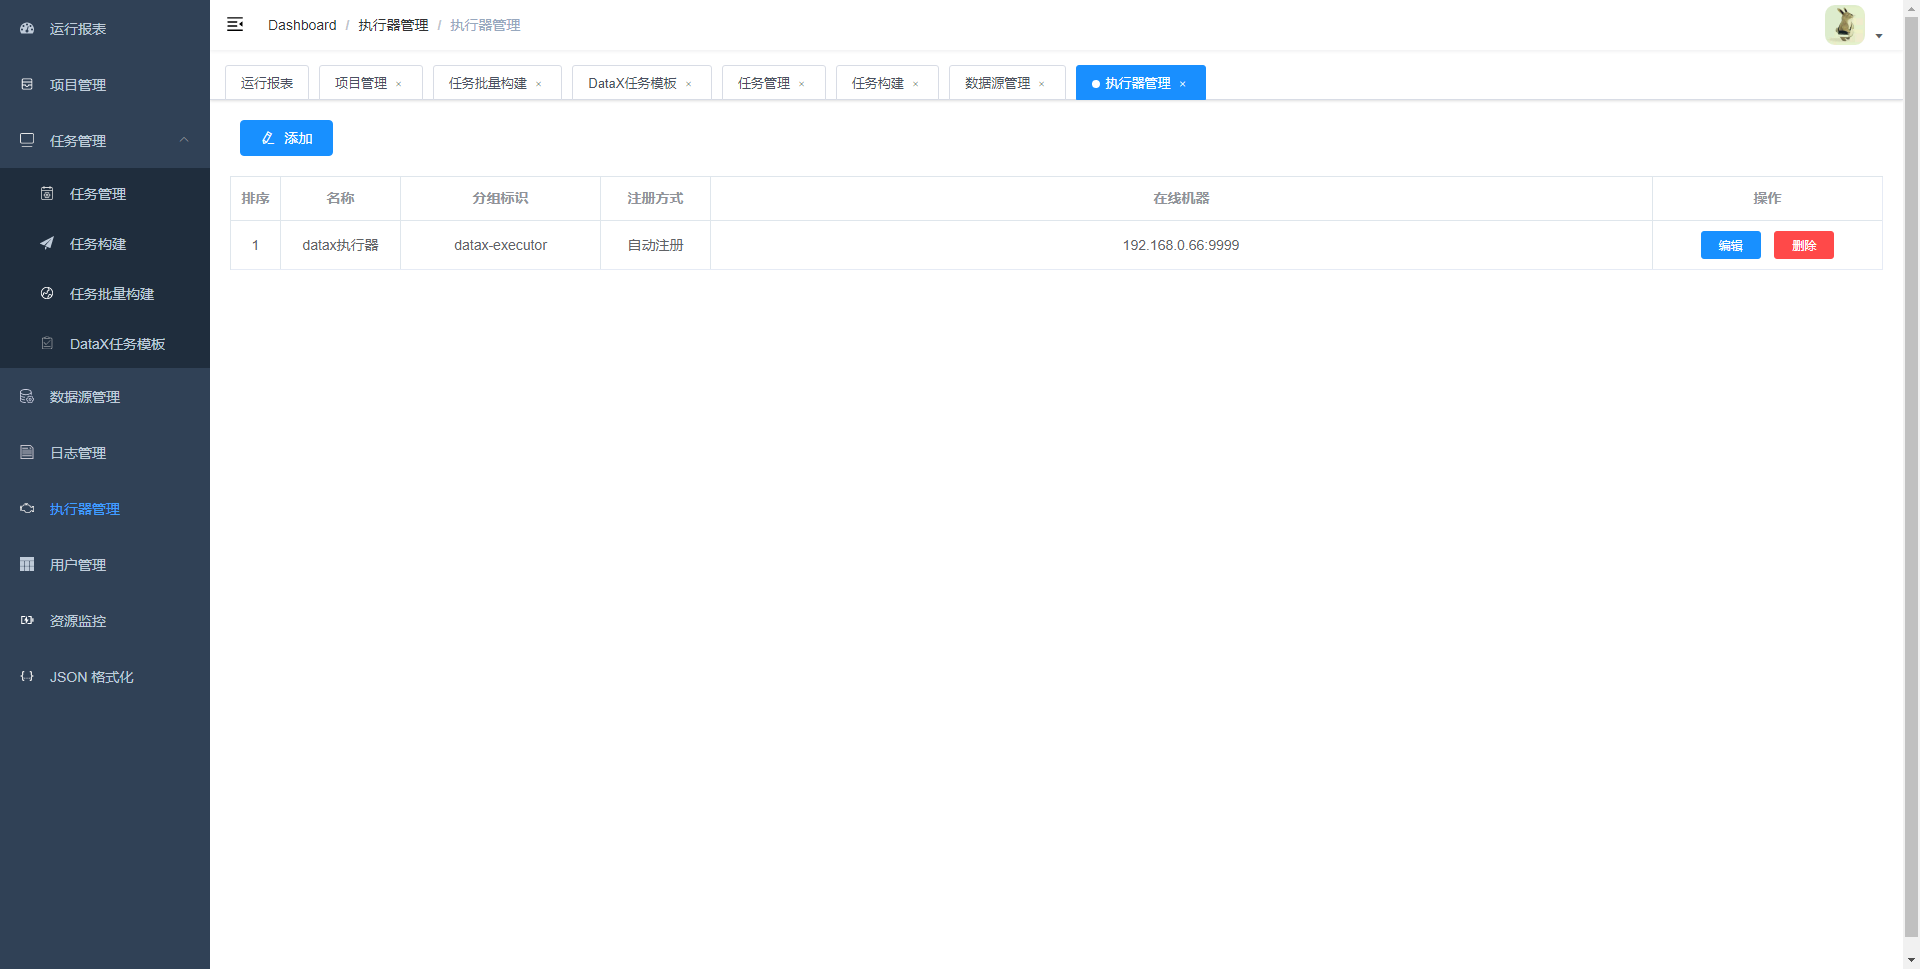 运行报表
项目管理
任务管理
任务管理
任务构建
任务批量构建
DataX任务模板
数据源管理
日志管理
执行器管理
用户管理
资源监控
JSON 格式化
Dashboard / 执行器管理 / 执行器管理
运行报表 项目管理 × 任务批量构建 × DataX任务模板 × 任务管理 × 任务构建 × 数据源管理 × 执行器管理 ×
添加
排序 名称 分组标识 注册方式 在线机器 操作
1 datax执行器 datax-executor 自动注册 192.168.0.66:9999 编辑 删除